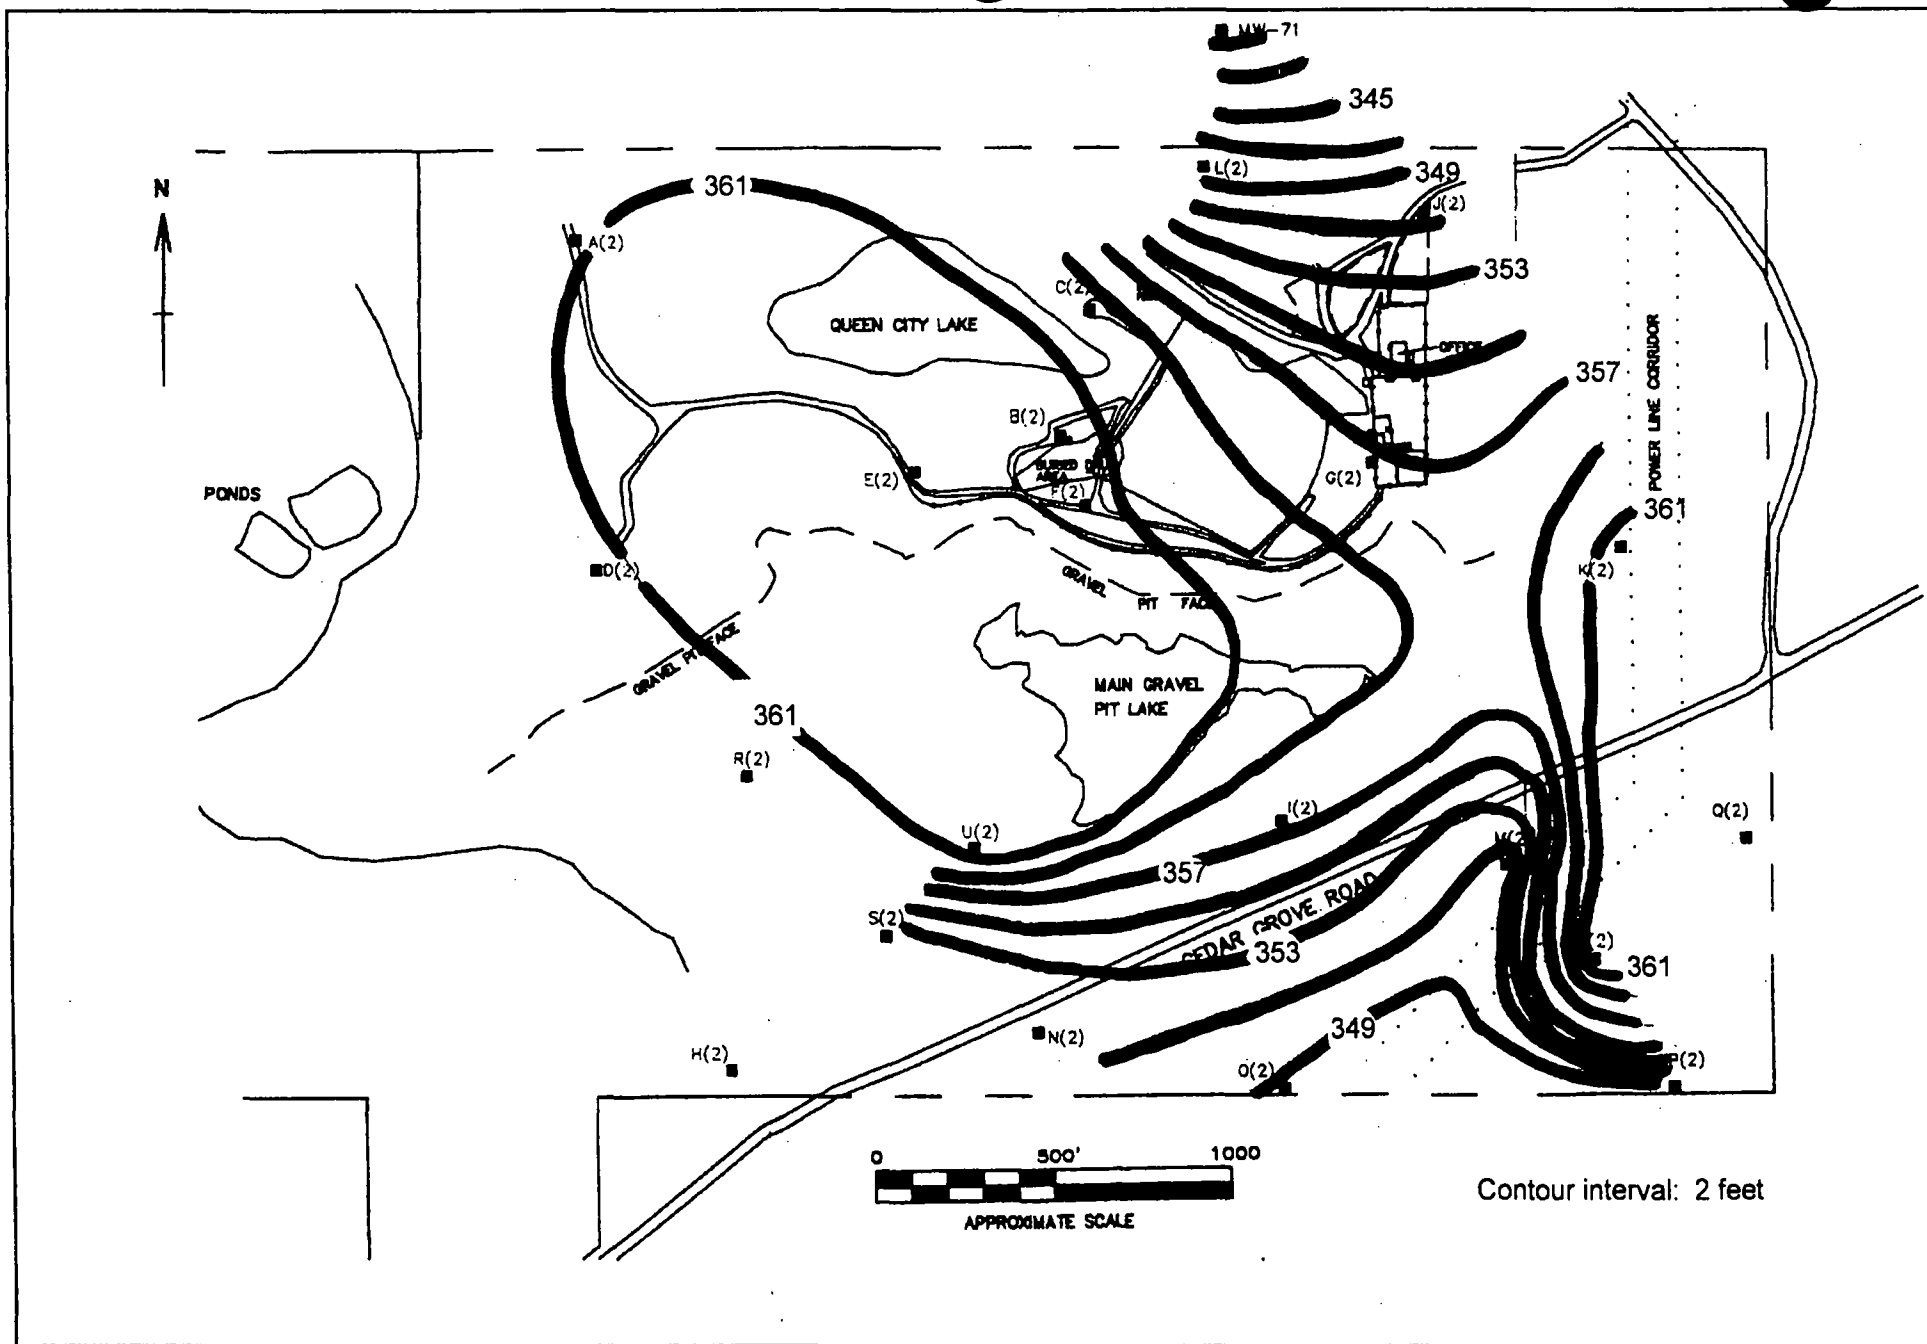 MW-71
345
L(2)
349
N
361
J(2)
A(2)
353
C(2)
QUEEN CITY LAKE
OFFICE
POWER LINE CORRIDOR
357
B(2)
AREA
E(2)
F(2)
G(2)
PONDS
361
D(2)
K(2)
GRAVEL
PIT FACE
GRAVEL PIT FACE
MAIN GRAVEL
PIT LAKE
361
R(2)
I(2)
Q(2)
U(2)
357
CEDAR GROVE ROAD
S(2)
353
361
349
N(2)
H(2)
O(2)
P(2)
0 500' 1000
APPROXIMATE SCALE
Contour interval: 2 feet